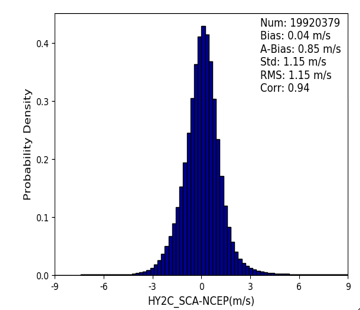 Num: 19920379
Bias: 0.04 m/s
A-Bias: 0.85 m/s
Std: 1.15 m/s
RMS: 1.15 m/s
Corr: 0.94
Probability Density
0.4
0.3
0.2
0.1
0.0
-9 -6 -3 0 3 6 9
HY2C_SCA-NCEP(m/s)